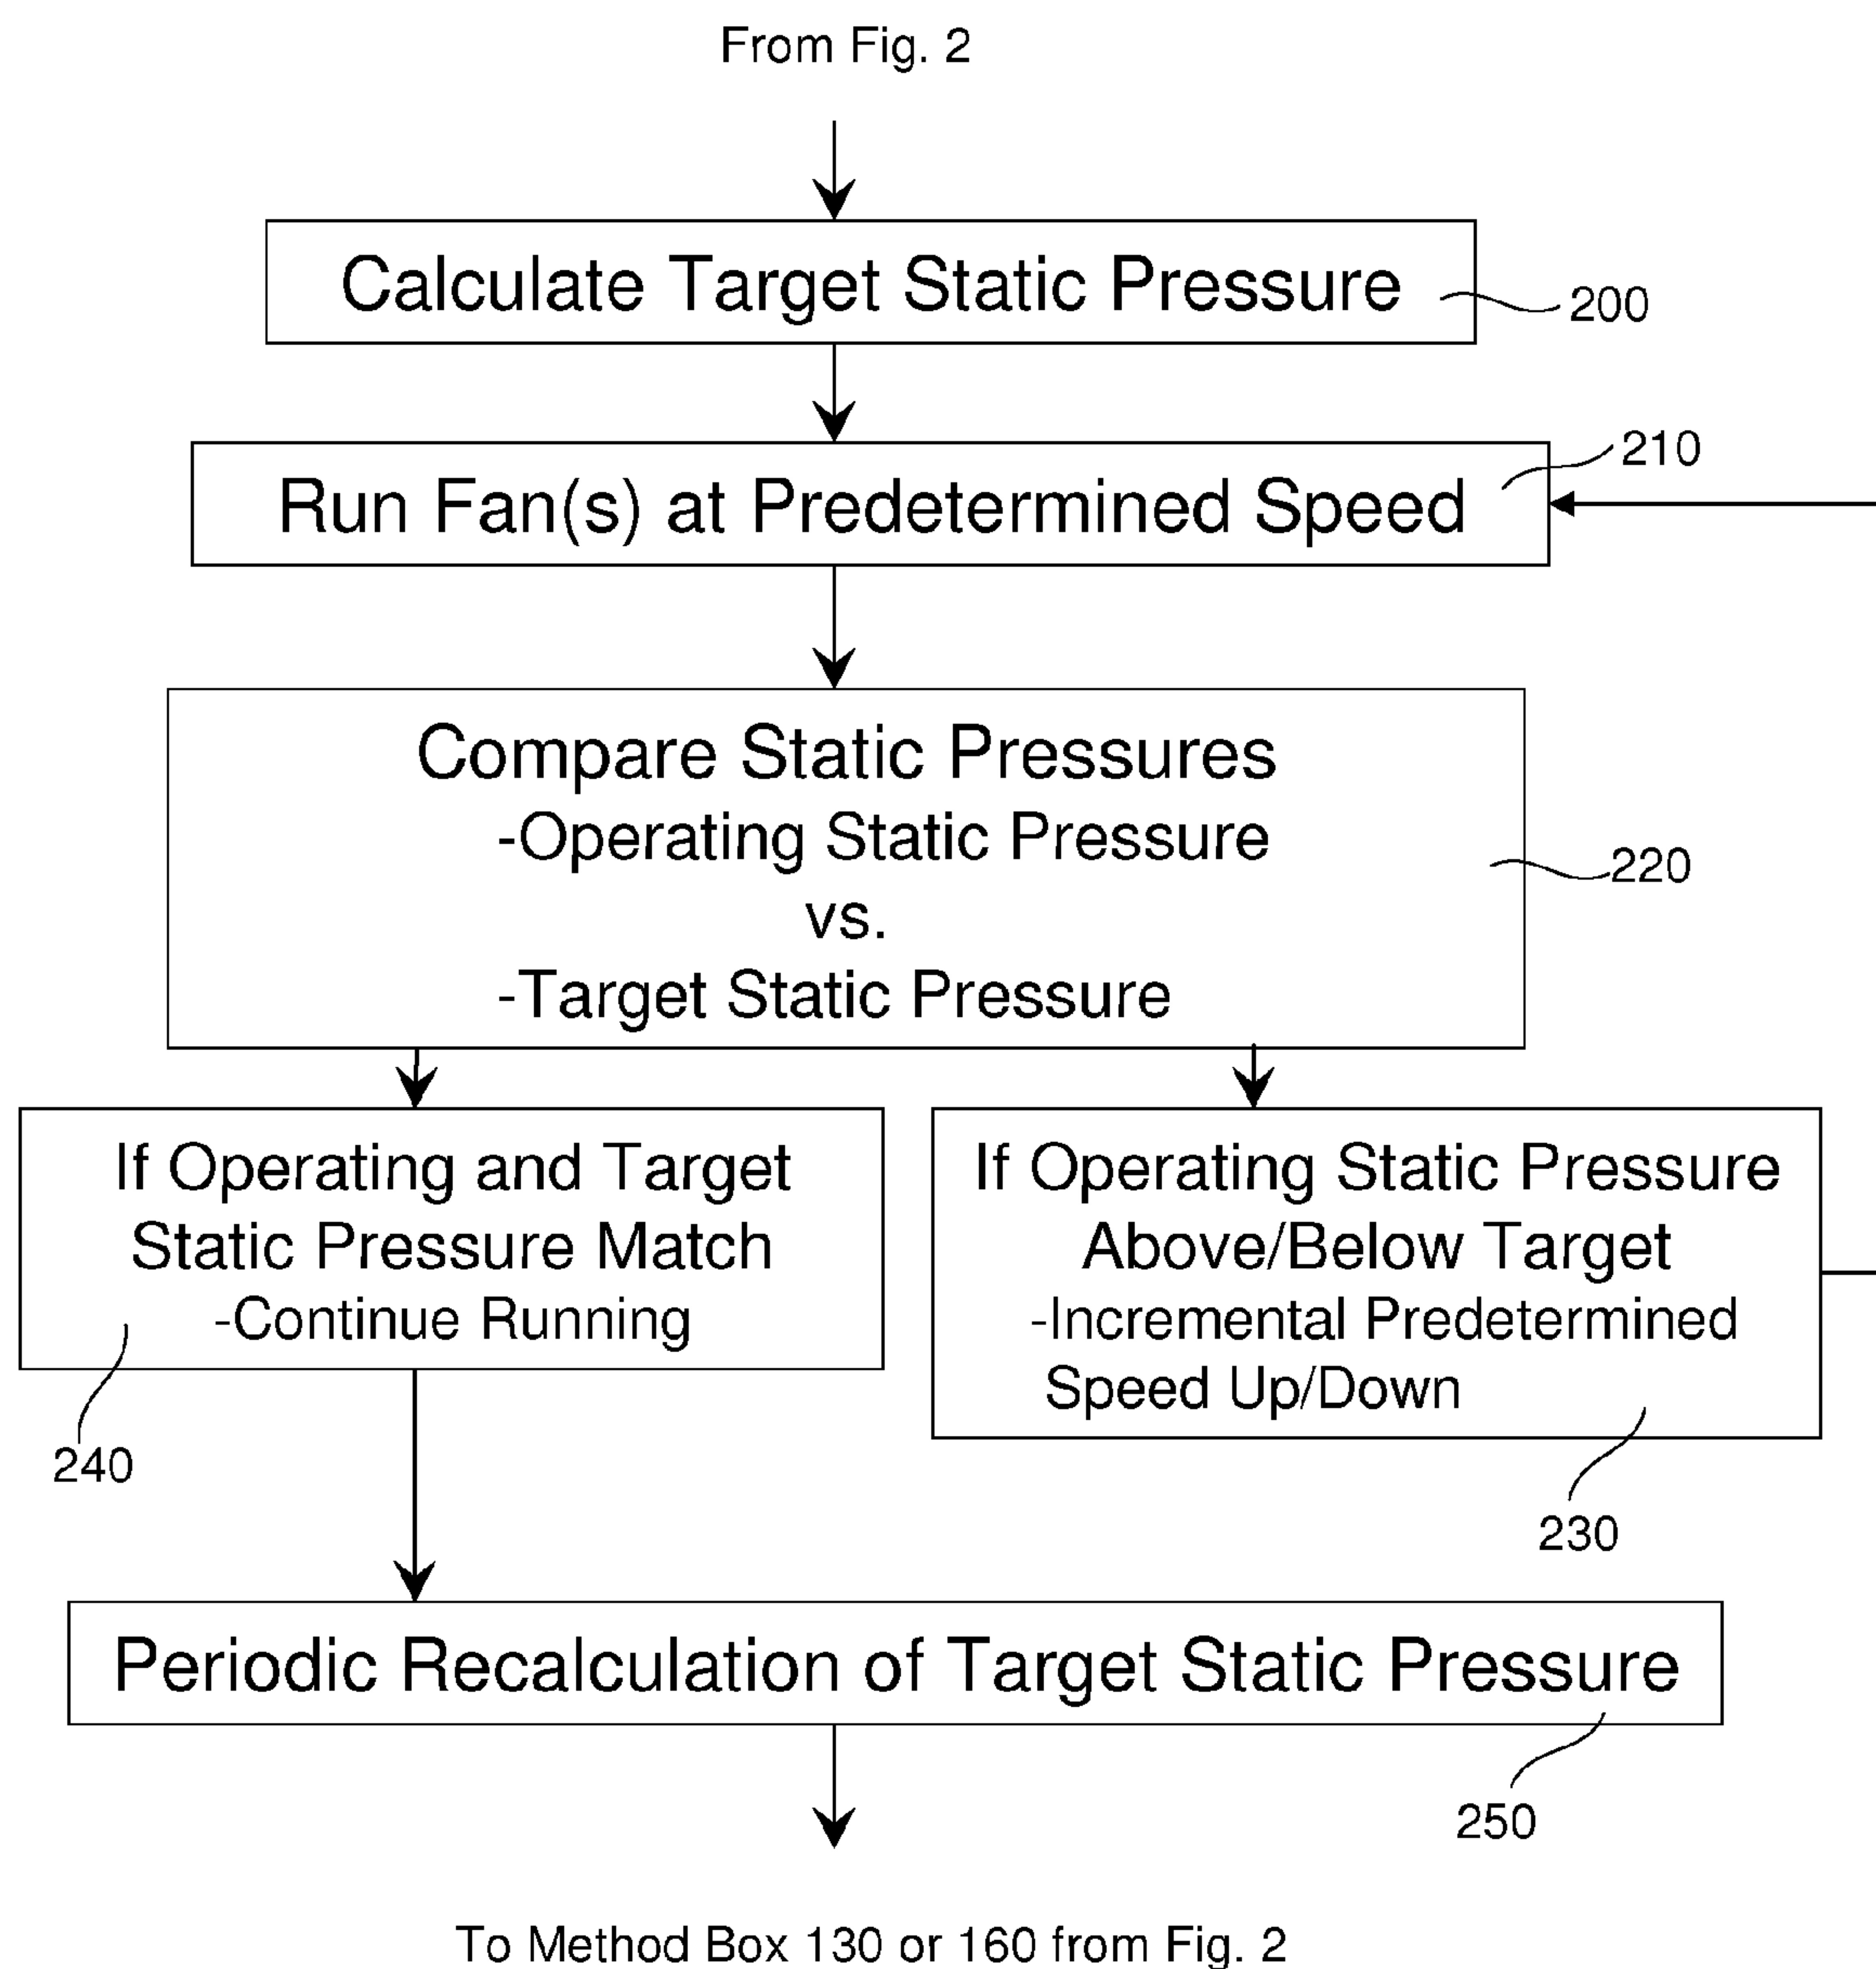 From Fig. 2
Calculate Target Static Pressure
200
Run Fan(s) at Predetermined Speed
210
Compare Static Pressures
-Operating Static Pressure
vs.
-Target Static Pressure
220
If Operating and Target
Static Pressure Match
-Continue Running
240
If Operating Static Pressure
Above/Below Target
-Incremental Predetermined
Speed Up/Down
230
Periodic Recalculation of Target Static Pressure
250
To Method Box 130 or 160 from Fig. 2